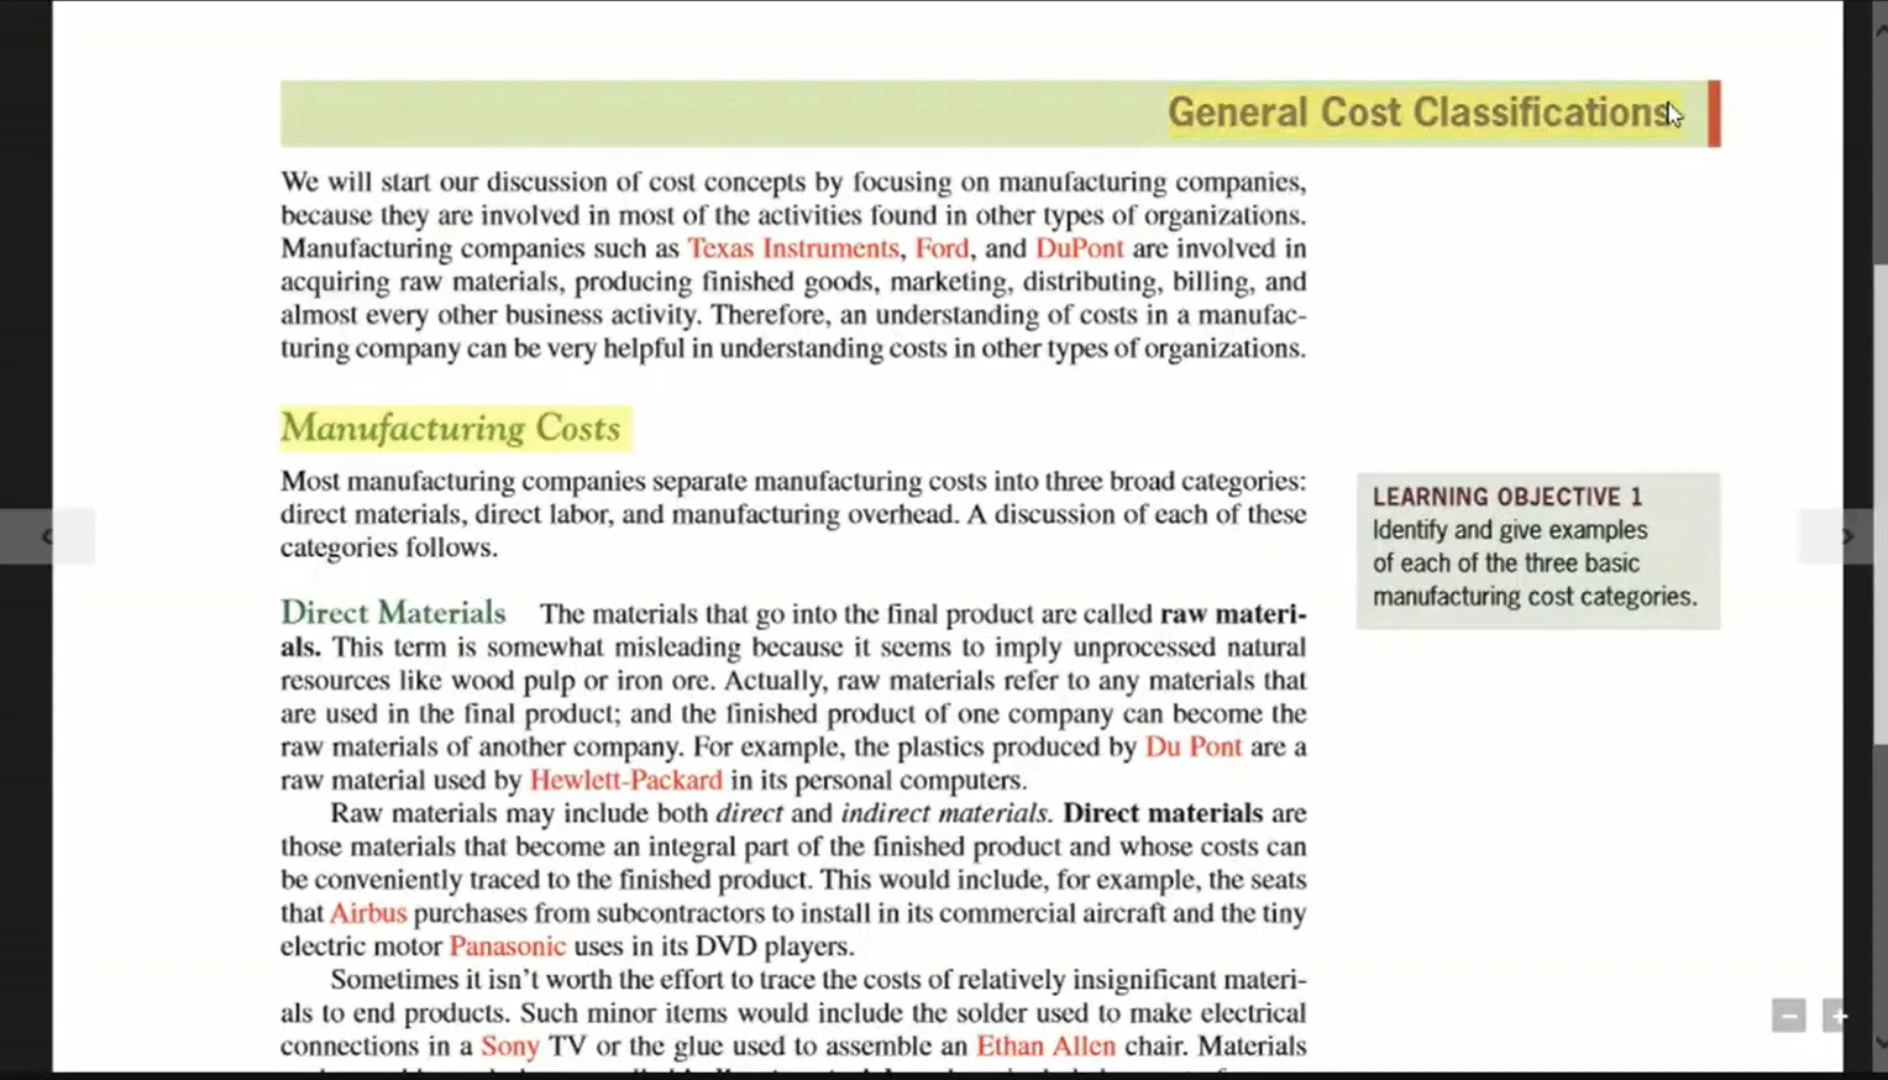 General Cost Classifications
We will start our discussion of cost concepts by focusing on manufacturing companies,
because they are involved in most of the activities found in other types of organizations.
Manufacturing companies such as Texas Instruments, Ford, and DuPont are involved in
acquiring raw materials, producing finished goods, marketing, distributing, billing, and
almost every other business activity. Therefore, an understanding of costs in a manufac-
turing company can be very helpful in understanding costs in other types of organizations.
Manufacturing Costs
Most manufacturing companies separate manufacturing costs into three broad categories:
direct materials, direct labor, and manufacturing overhead. A discussion of each of these
categories follows.
LEARNING OBJECTIVE 1
Identify and give examples
of each of the three basic
manufacturing cost categories.
Direct Materials The materials that go into the final product are called raw materi-
als. This term is somewhat misleading because it seems to imply unprocessed natural
resources like wood pulp or iron ore. Actually, raw materials refer to any materials that
are used in the final product; and the finished product of one company can become the
raw materials of another company. For example, the plastics produced by Du Pont are a
raw material used by Hewlett-Packard in its personal computers.
Raw materials may include both direct and indirect materials. Direct materials are
those materials that become an integral part of the finished product and whose costs can
be conveniently traced to the finished product. This would include, for example, the seats
that Airbus purchases from subcontractors to install in its commercial aircraft and the tiny
electric motor Panasonic uses in its DVD players.
Sometimes it isn't worth the effort to trace the costs of relatively insignificant materi-
als to end products. Such minor items would include the solder used to make electrical
connections in a Sony TV or the glue used to assemble an Ethan Allen chair. Materials